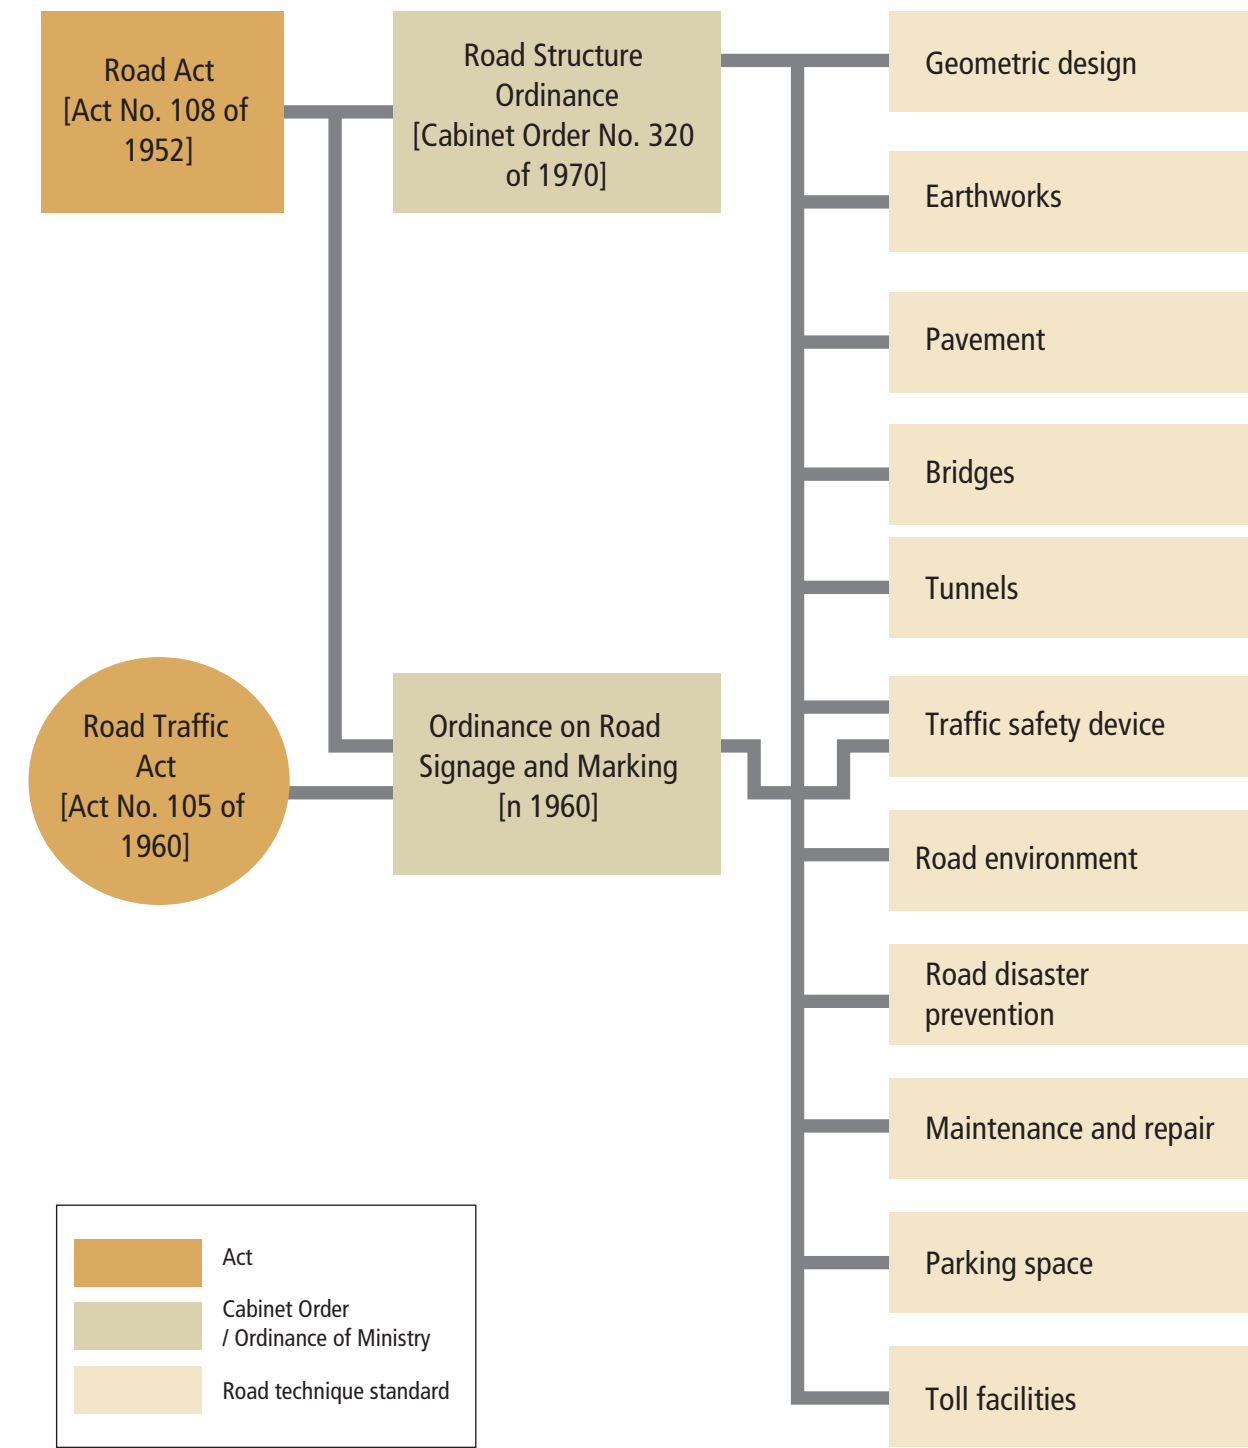 Road Act
[Act No. 108 of
1952]
Road Structure
Ordinance
[Cabinet Order No. 320
of 1970]
Geometric design
Earthworks
Pavement
Bridges
Tunnels
Road Traffic
Act
[Act No. 105 of
1960]
Ordinance on Road
Signage and Marking
[n 1960]
Traffic safety device
Road environment
Road disaster
prevention
Maintenance and repair
Parking space
Toll facilities
Act
Cabinet Order
/ Ordinance of Ministry
Road technique standard